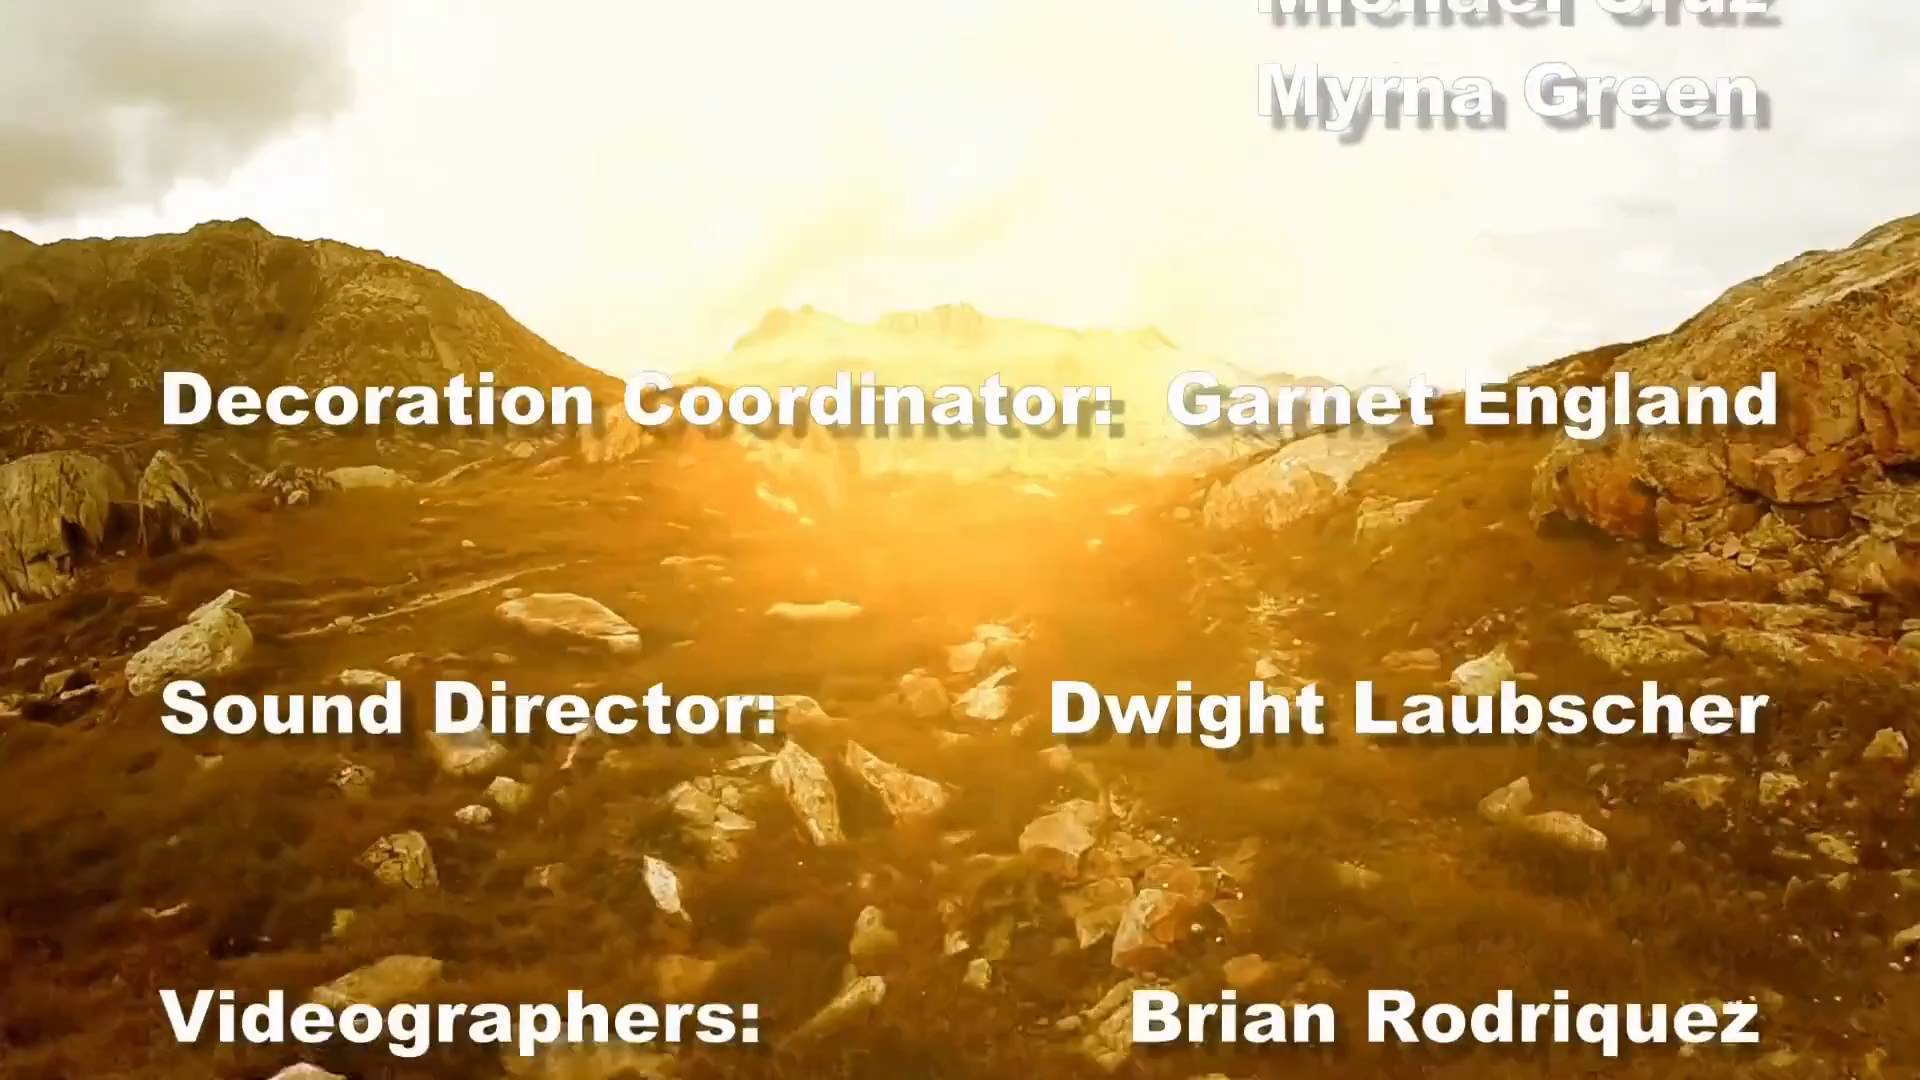 Myrna Green
Decoration Coordinator: Garnet England
Sound Director: Dwight Laubscher
Videographers: Brian Rodriquez